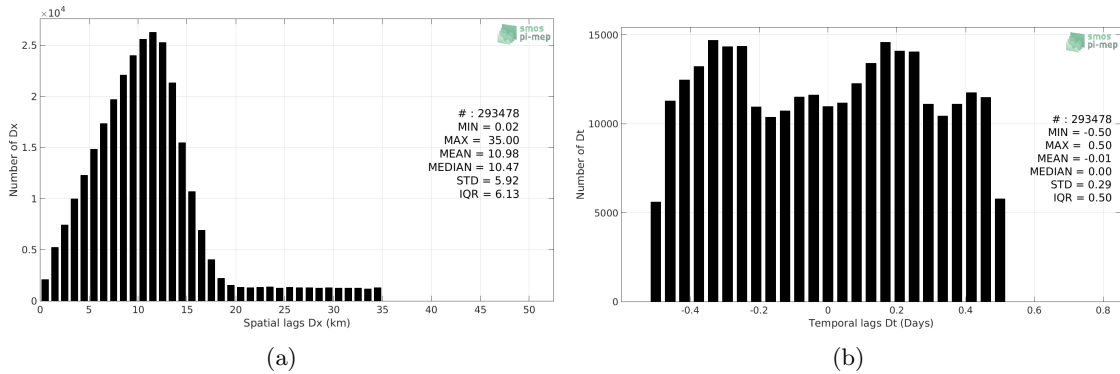 ×10⁴
2.5
2
1.5
1
0.5
0
Number of Dx
smos
pi-mep
# : 293478
MIN = 0.02
MAX = 35.00
MEAN = 10.98
MEDIAN = 10.47
STD = 5.92
IQR = 6.13
0 5 10 15 20 25 30 35 40 45 50
Spatial lags Dx (km)
(a)
15000
10000
5000
0
Number of Dt
smos
pi-mep
# : 293478
MIN = -0.50
MAX = 0.50
MEAN = -0.01
MEDIAN = 0.00
STD = 0.29
IQR = 0.50
-0.4 -0.2 0 0.2 0.4 0.6 0.8
Temporal lags Dt (Days)
(b)